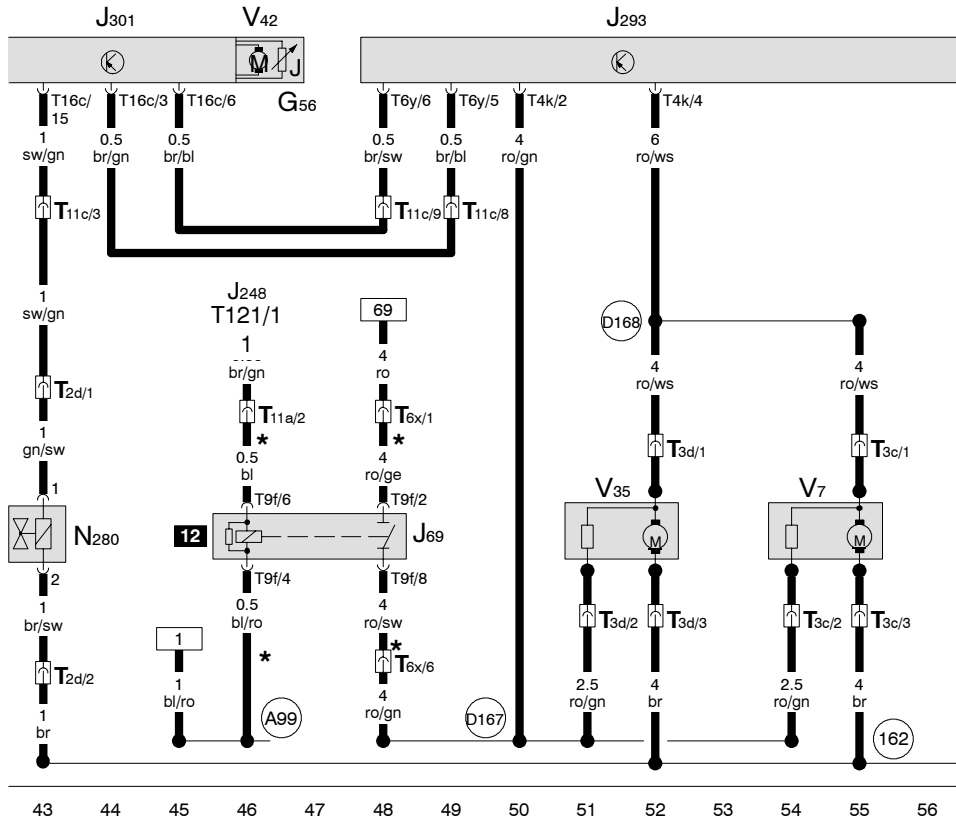 J301 V42 J293
M J
G56
T16c/15 T16c/3 T16c/6 T6y/6 T6y/5 T4k/2 T4k/4
1 0.5 0.5 0.5 0.5 4 6
sw/gn br/gn br/bl br/sw br/bl ro/gn ro/ws
T11c/3 T11c/9 T11c/8
1
sw/gn
J248
T121/1
69
D168
1 4 4 4
br/gn ro ro/ws ro/ws
T2d/1 T11a/2 T6x/1
* *
1 0.5 4
gn/sw bl ro/ge
T3d/1 T3c/1
1 T9f/6 T9f/2 V35 V7
N280 12 J69 M M
2 T9f/4 T9f/8
1 0.5 4
br/sw bl/ro ro/sw
T3d/2 T3d/3 T3c/2 T3c/3
1
* *
T2d/2 T6x/6
1 1 4 2.5 4 2.5 4
br bl/ro ro/gn ro/gn br ro/gn br
A99 D167 162
43 44 45 46 47 48 49 50 51 52 53 54 55 56